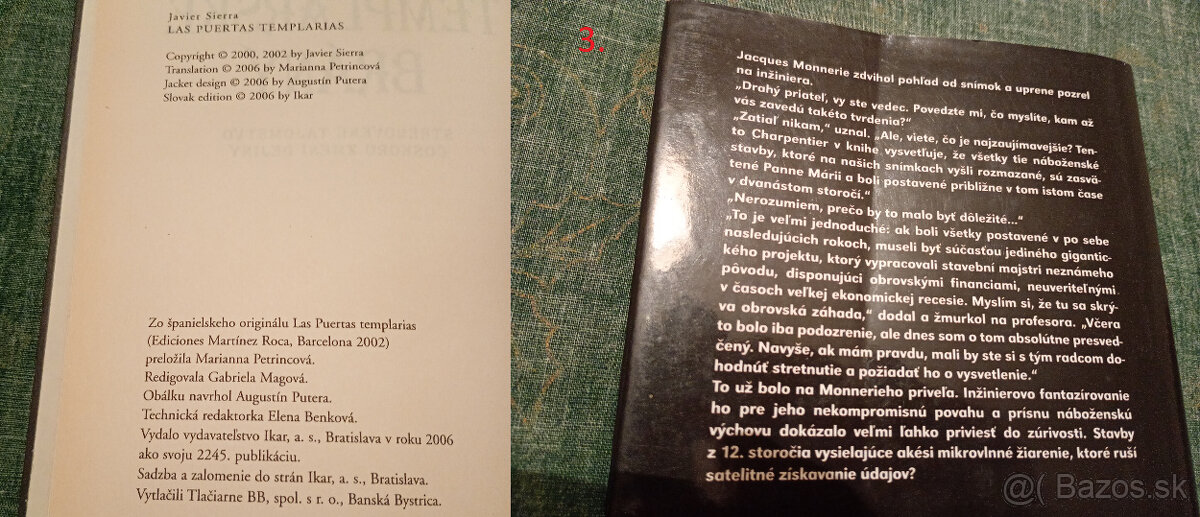 Javier Sierra
LAS PUERTAS TEMPLARIAS
Copyright © 2000, 2002 by Javier Sierra
Translation © 2006 by Marianna Petrincová
Jacket design © 2006 by Augustín Putera
Slovak edition © 2006 by Ikar
Zo španielskeho originálu Las Puertas templarias
(Ediciones Martínez Roca, Barcelona 2002)
preložila Marianna Petrincová.
Redigovala Gabriela Magová.
Obálku navrhol Augustín Putera.
Technická redaktorka Elena Benková.
Vydalo vydavateľstvo Ikar, a. s., Bratislava v roku 2006
ako svoju 2245. publikáciu.
Sadzba a zalomenie do strán Ikar, a. s., Bratislava.
Vytlačili Tlačiarne BB, spol. s r. o., Banská Bystrica.
3.
Jacques Monnerie zdvihol pohľad od snímok a uprene pozrel
na inžiniera.
„Drahý priateľ, vy ste vedec. Povedzte mi, čo myslíte, kam až
vás zavedú takéto tvrdenia?“
„Zatiaľ nikam,“ uznal. „Ale, viete, čo je najzaujímavejšie? Ten-
to Charpentier v knihe vysvetľuje, že všetky tie náboženské
stavby, ktoré na našich snímkach vyšli rozmazané, sú zasvä-
tené Panne Márii a boli postavené približne v tom istom čase
v dvanástom storočí.“
„Nerozumiem, prečo by to malo byť dôležité...“
„To je veľmi jednoduché: ak boli všetky postavené v po sebe
nasledujúcich rokoch, museli byť súčasťou jediného gigantic-
kého projektu, ktorý vypracovali stavební majstri neznámeho
pôvodu, disponujúci obrovskými financiami, neuveriteľnými
v časoch veľkej ekonomickej recesie. Myslím si, že tu sa skrý-
va obrovská záhada,“ dodal a žmurkol na profesora. „Včera
to bolo iba podozrenie, ale dnes som o tom absolútne presved-
čený. Navyše, ak mám pravdu, mali by ste si s tým radcom do-
hodnúť stretnutie a požiadať ho o vysvetlenie.“
To už bolo na Monnerieho priveľa. Inžinierovo fantazírovanie
ho pre jeho nekompromisnú povahu a prísnu náboženskú
výchovu dokázalo veľmi ľahko priviesť do zúrivosti. Stavby
z 12. storočia vysielajúce akési mikrovlnné žiarenie, ktoré ruší
satelitné získavanie údajov?
@( Bazos.sk